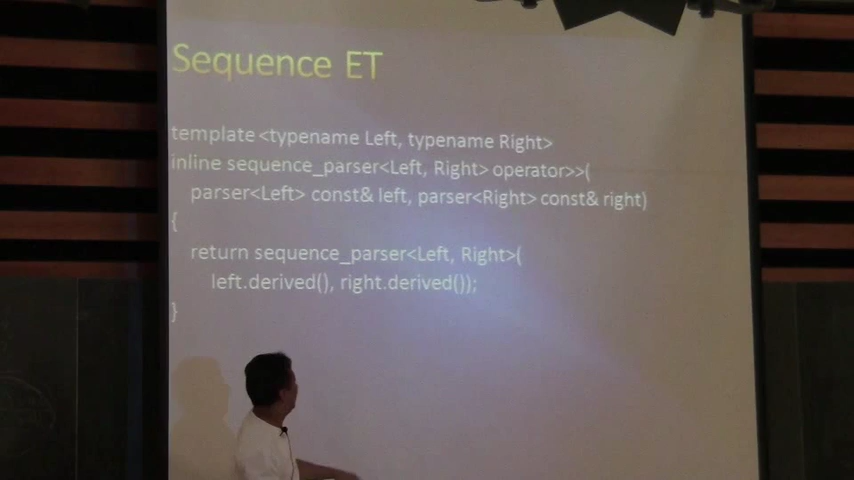 Sequence ET
template <typename Left, typename Right>
inline sequence_parser<Left, Right> operator>>(
parser<Left> const& left, parser<Right> const& right)
{
return sequence_parser<Left, Right>(
left.derived(), right.derived());
}